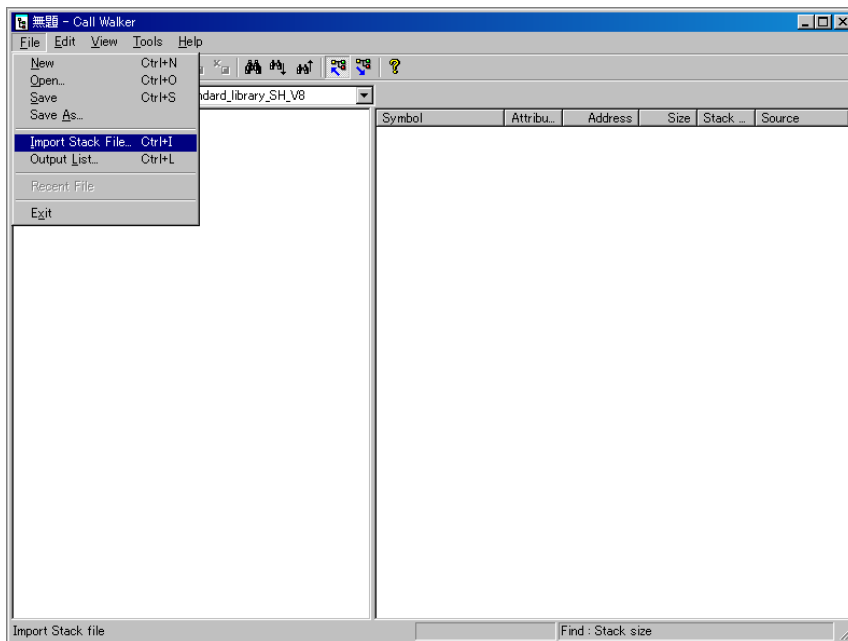 無題 - Call Walker
File Edit View Tools Help
New Ctrl+N
Open... Ctrl+O
Save Ctrl+S
Save As...
Import Stack File... Ctrl+I
Output List... Ctrl+L
Recent File
Exit
ndard_library_SH_V8
Symbol Attribu... Address Size Stack ... Source
Import Stack file
Find : Stack size